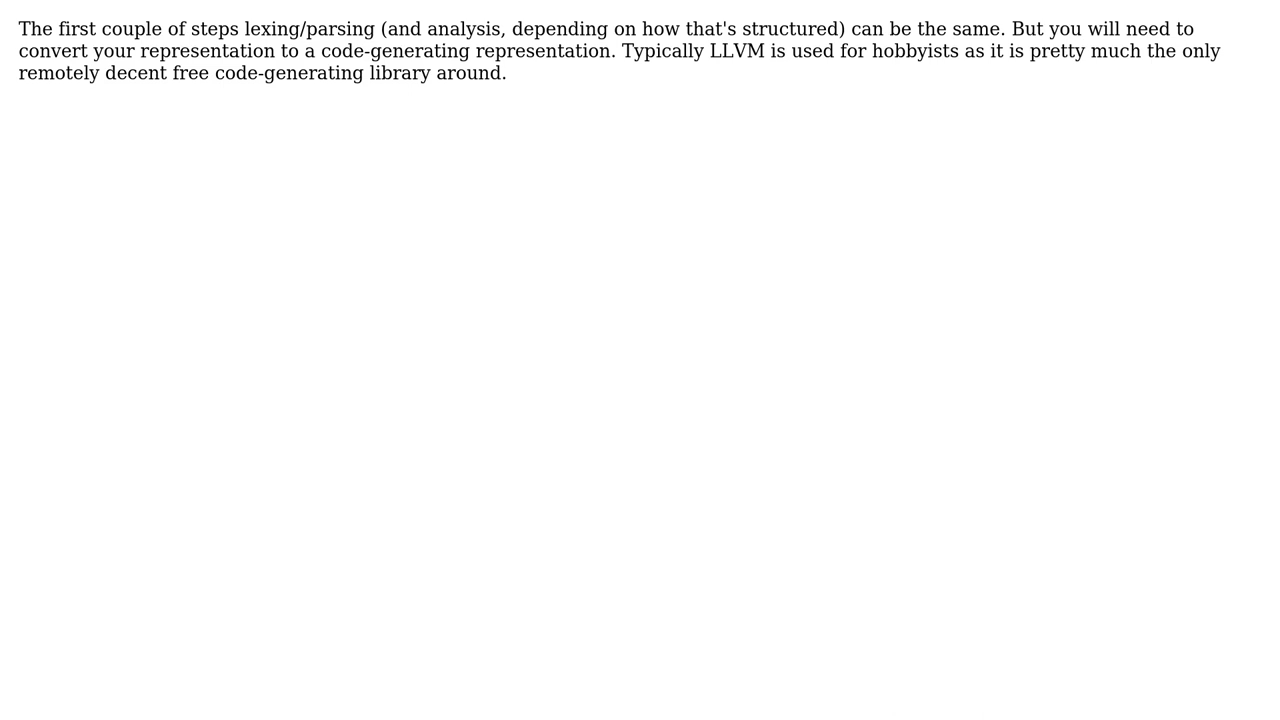 The first couple of steps lexing/parsing (and analysis, depending on how that's structured) can be the same. But you will need to
convert your representation to a code-generating representation. Typically LLVM is used for hobbyists as it is pretty much the only
remotely decent free code-generating library around.